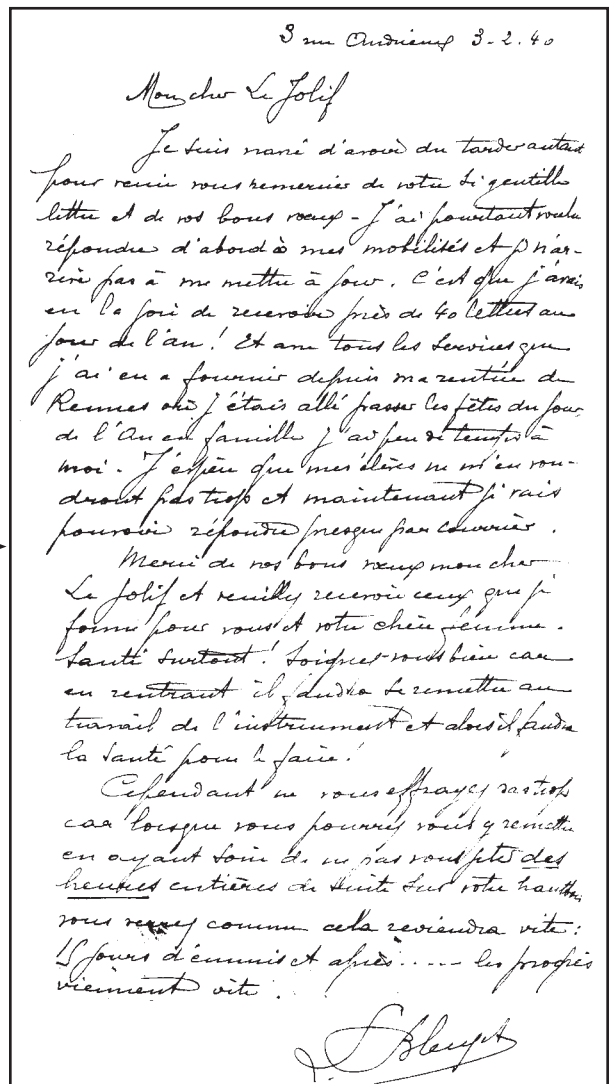 3 rue Andrieux 3-2.40
Mon cher Le Jolif
Je suis navré d'avoir du tarder autant
pour venir vous remercier de votre si gentille
lettre et de vos bons vœux - J'ai pourtant voulu
répondre d'abord à mes mobilisés et n'ar-
rive pas à me mettre à jour. C'est que j'avais
eu la joie de recevoir près de 40 lettres au
jour de l'an! Et avec tous les services que
j'ai eu a fournir depuis ma rentrée de
Rennes où j'étais allé passer les fêtes du jour
de l'An en famille j'ai peu de temps à
moi. J'espère que mes élèves ne m'en vou-
dront pas trop et maintenant je vais
pouvoir répondre presque par courrier.
Merci de vos bons vœux mon cher
Le Jolif et veuillez recevoir ceux que je
forme pour vous et votre chère femme.
Santé surtout! Soignez-vous bien car
en rentrant il faudra se remettre au
travail de l'instrument et alors il faudra
la santé pour le faire!
Cependant ne vous effrayez pas trop
car lorsque vous pourrez vous y remettre
en ayant soin de ne pas vous des
heures entières de suite sur votre hautbois
vous verrez comme cela reviendra vite:
15 jours d'ennuis et après..... les progrès
viennent vite.
Bleuzet